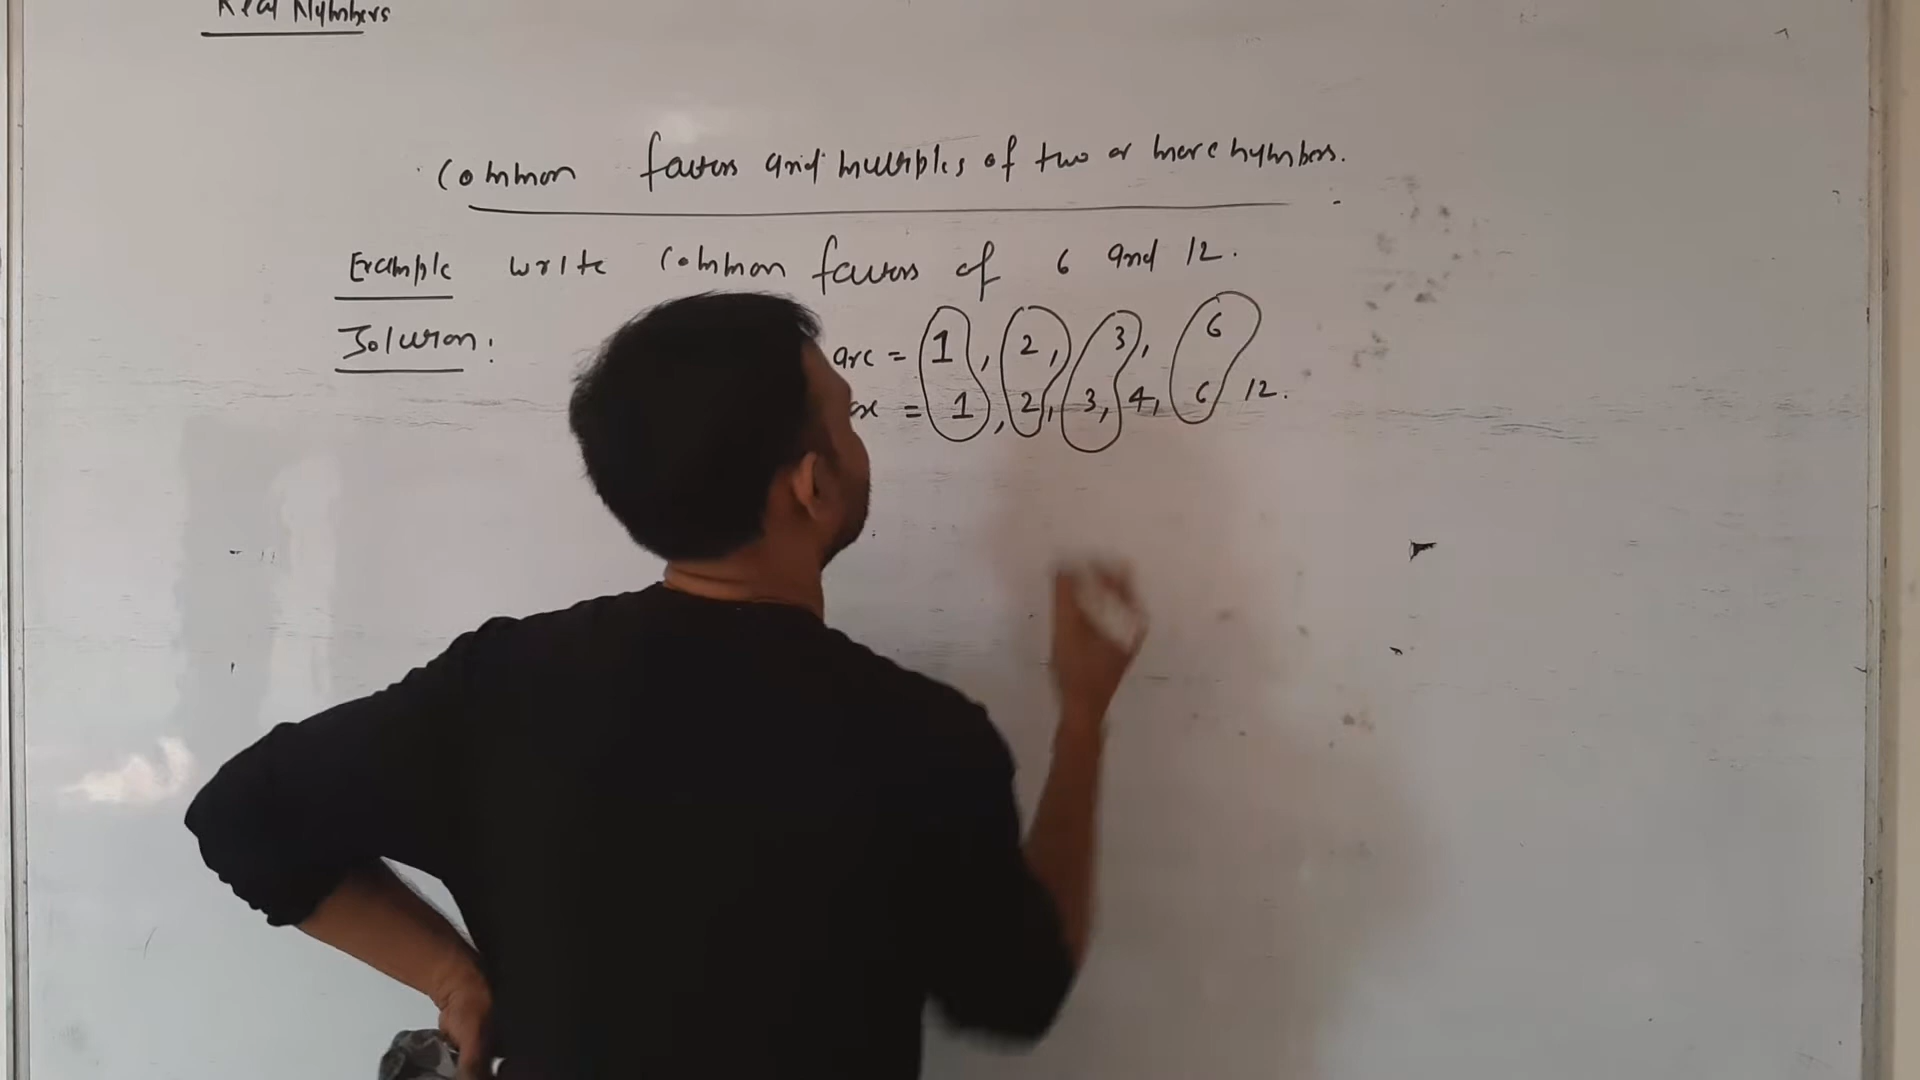 Real Numbers
Common factors and multiples of two or more numbers.
Example write common factors of 6 and 12.
Solution: are = 1, 2, 3, 6
= 1, 2, 3, 4, 6 12.